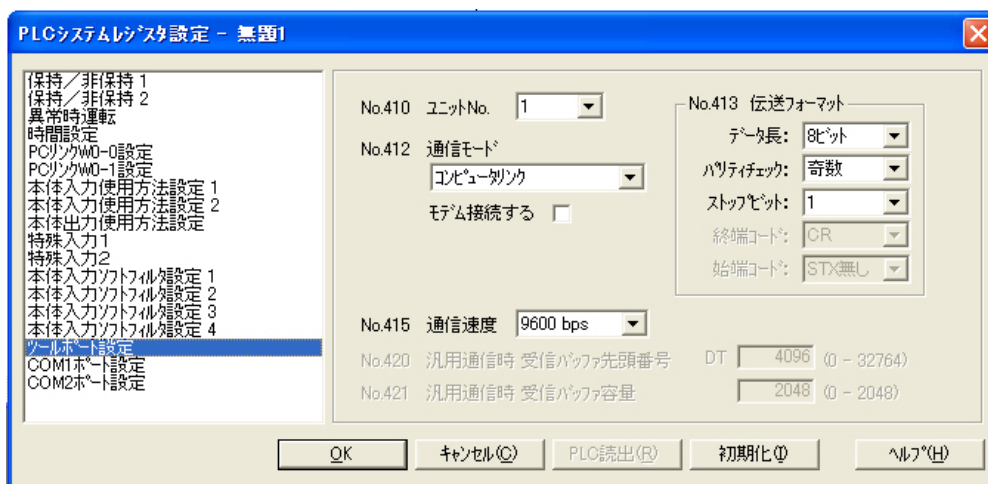 PLCシステムレジスタ設定 - 無題1
保持／非保持 1
保持／非保持 2
異常時運転
時間設定
PCリンクW0-0設定
PCリンクW0-1設定
本体入力使用方法設定 1
本体入力使用方法設定 2
本体出力使用方法設定
特殊入力1
特殊入力2
本体入力ソフトフィルタ設定 1
本体入力ソフトフィルタ設定 2
本体入力ソフトフィルタ設定 3
本体入力ソフトフィルタ設定 4
ツールポート設定
COM1ポート設定
COM2ポート設定
No.410 ユニットNo. 1
No.412 通信モード
コンピュータリンク
モデム接続する
No.413 伝送フォーマット
データ長: 8ビット
パリティチェック: 奇数
ストップビット: 1
終端コード: CR
始端コード: STX無し
No.415 通信速度 9600 bps
No.420 汎用通信時 受信バッファ先頭番号 DT 4096 (0 - 32764)
No.421 汎用通信時 受信バッファ容量 2048 (0 - 2048)
OK キャンセル(C) PLC読出(R) 初期化(I) ヘルプ(H)